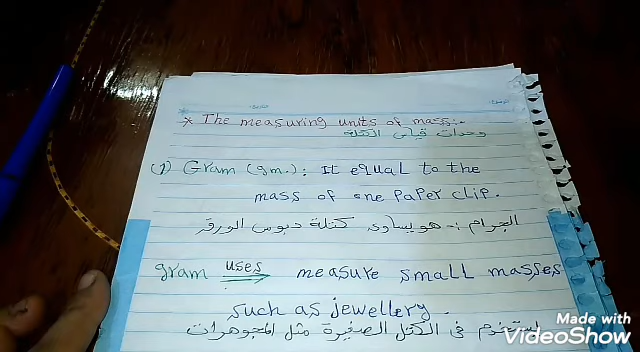 * The measuring units of mass:-
وحدات قياس الكتلة
(1) Gram (gm.): It equal to the
mass of one paper clip.
الجرام :- هو يساوى كتلة دبوس الورقة
gram uses measure small masses
such as jewellery.
يستخدم فى الكتل الصغيرة مثل المجوهرات
Made with
VideoShow